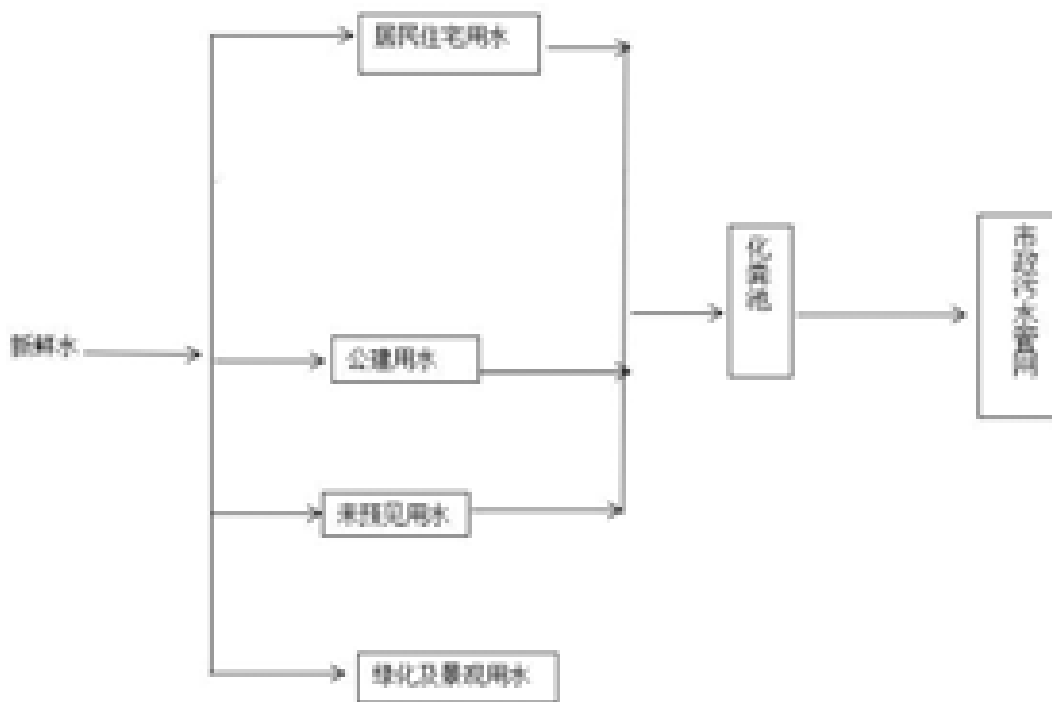 居民住宅用水
新鲜水
公建用水
未预见用水
绿化及景观用水
化粪池
市政污水管网